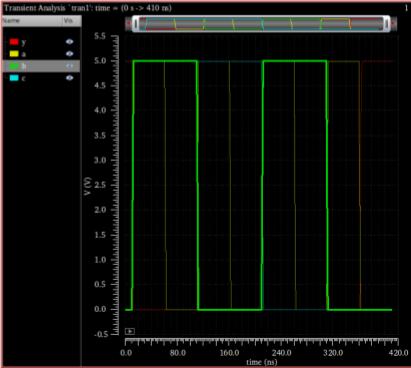 Transient Analysis `tran1': time = (0 s -> 410 ns) 1
Name Vis
y
a
b
c
5.5
5.0
4.5
4.0
3.5
3.0
2.5
2.0
1.5
1.0
0.5
0.0
-0.5
V (V)
0.0 80.0 160.0 240.0 320.0 420.0
time (ns)